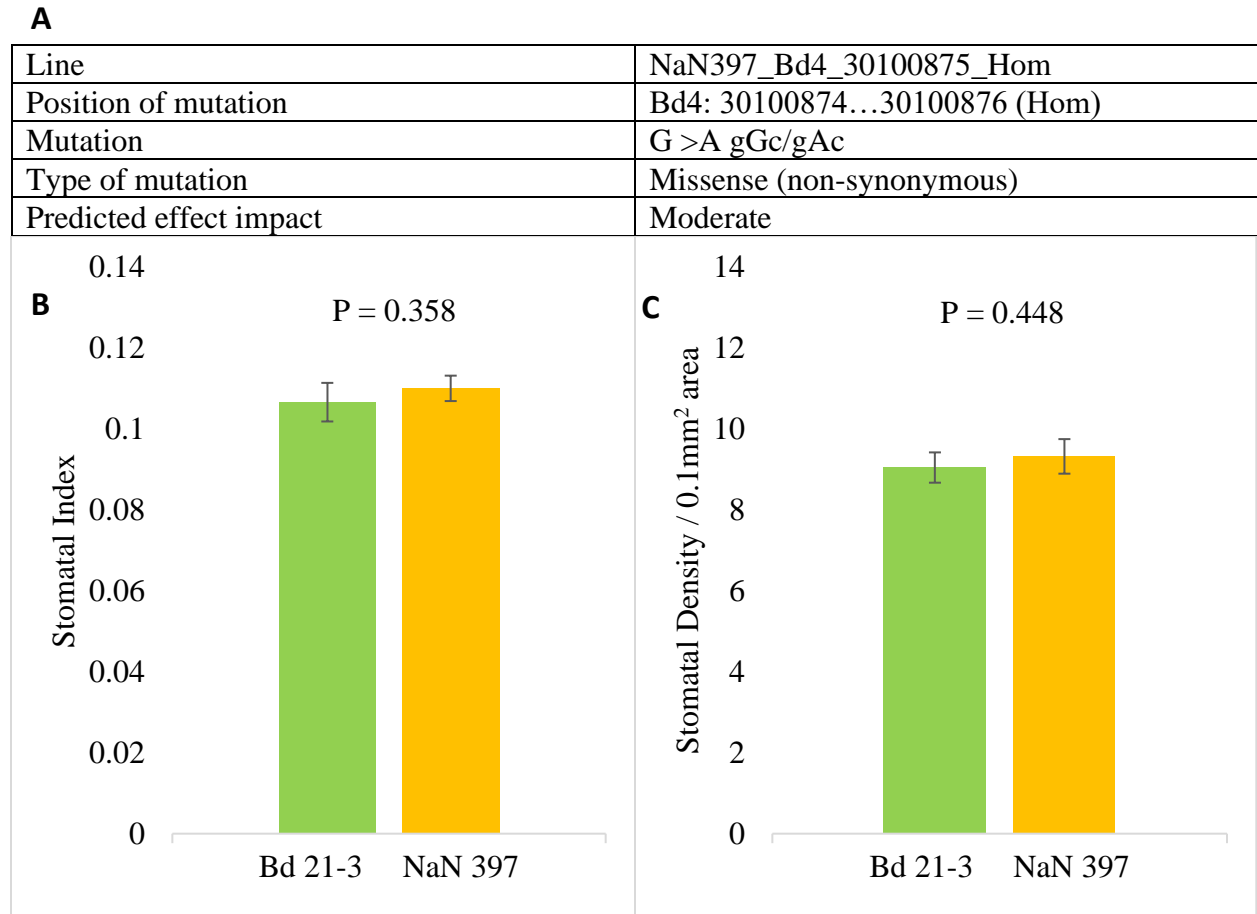 A
Line NaN397_Bd4_30100875_Hom
Position of mutation Bd4: 30100874…30100876 (Hom)
Mutation G >A gGc/gAc
Type of mutation Missense (non-synonymous)
Predicted effect impact Moderate
B
P = 0.358
Stomatal Index
0.14
0.12
0.1
0.08
0.06
0.04
0.02
0
Bd 21-3 NaN 397
C
P = 0.448
Stomatal Density / 0.1mm² area
14
12
10
8
6
4
2
0
Bd 21-3 NaN 397